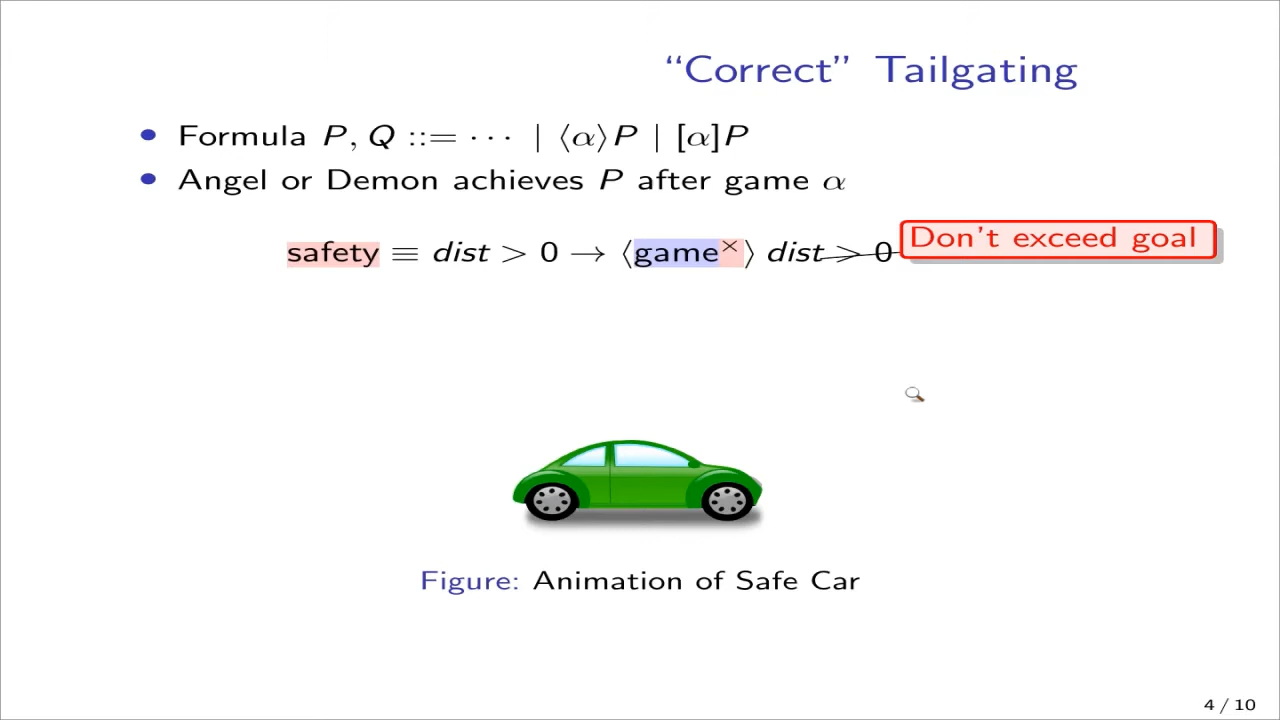 “Correct” Tailgating
• Formula P, Q ::= · · · | ⟨α⟩P | [α]P
• Angel or Demon achieves P after game α
safety ≡ dist > 0 → ⟨game×⟩ dist > 0
Don't exceed goal
Figure: Animation of Safe Car
4 / 10